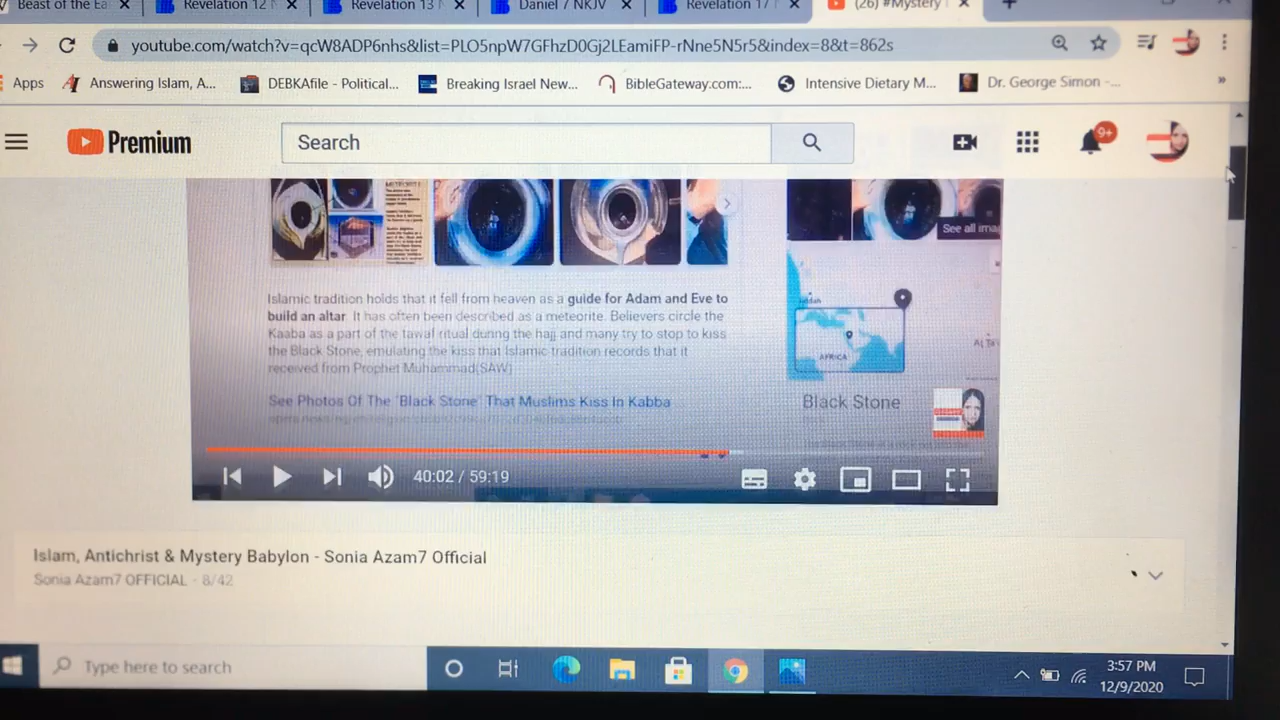 Beast of the Ea
Revelation 12
Revelation 13
Daniel 7 NKJV
Revelation 17
(26) #Mystery
youtube.com/watch?v=qcW8ADP6nhs&list=PLO5npW7GFhzD0Gj2LEamiFP-rNne5N5r5&index=8&t=862s
Apps
Answering Islam, A...
DEBKAfile - Political...
Breaking Israel New...
BibleGateway.com:...
Intensive Dietary M...
Dr. George Simon -...
»
Premium
Search
9+
See all ima
Islamic tradition holds that it fell from heaven as a guide for Adam and Eve to
build an altar. It has often been described as a meteorite. Believers circle the
Kaaba as a part of the tawaf ritual during the hajj and many try to stop to kiss
the Black Stone, emulating the kiss that Islamic tradition records that it
received from Prophet Muhammad(SAW)
See Photos Of The 'Black Stone' That Muslims Kiss In Kabba
AFRICA
At Ta'i
Black Stone
40:02 / 59:19
Islam, Antichrist & Mystery Babylon - Sonia Azam7 Official
Sonia Azam7 OFFICIAL · 8/42
Type here to search
3:57 PM
12/9/2020